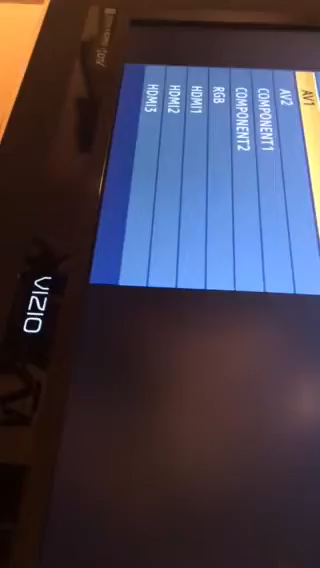 AV1
AV2
COMPONENT1
COMPONENT2
RGB
HDMI1
HDMI2
HDMI3
VIZIO